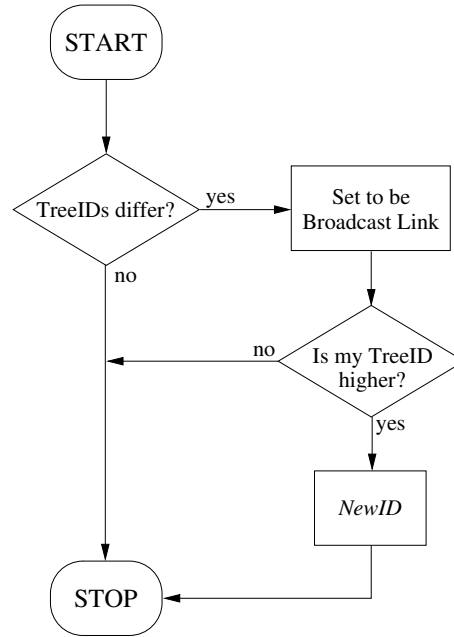 START
TreeIDs differ?
yes
Set to be
Broadcast Link
no
no
Is my TreeID
higher?
yes
NewID
STOP